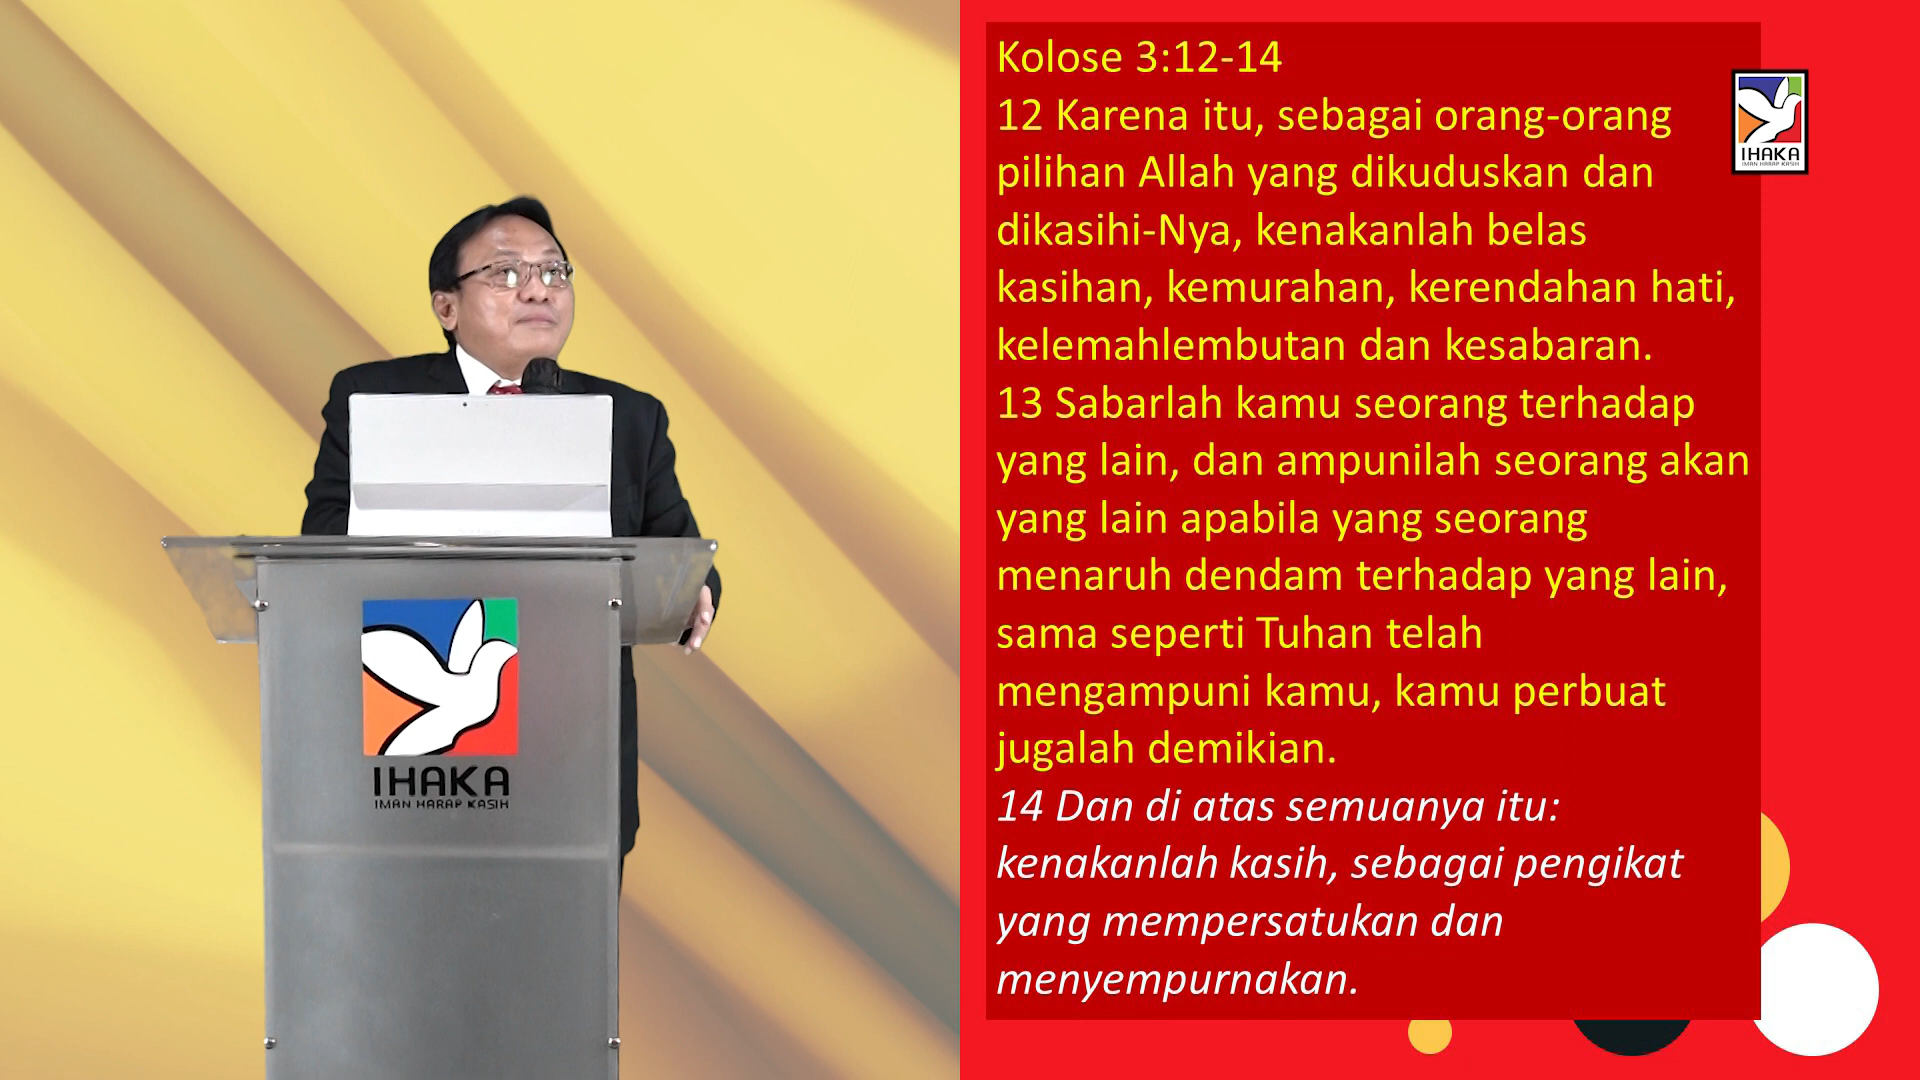 Kolose 3:12-14
12 Karena itu, sebagai orang-orang
pilihan Allah yang dikuduskan dan
dikasihi-Nya, kenakanlah belas
kasihan, kemurahan, kerendahan hati,
kelemahlembutan dan kesabaran.
13 Sabarlah kamu seorang terhadap
yang lain, dan ampunilah seorang akan
yang lain apabila yang seorang
menaruh dendam terhadap yang lain,
sama seperti Tuhan telah
mengampuni kamu, kamu perbuat
jugalah demikian.
14 Dan di atas semuanya itu:
kenakanlah kasih, sebagai pengikat
yang mempersatukan dan
menyempurnakan.
IHAKA
IMAN HARAP KASIH
IHAKA
IMAN HARAP KASIH